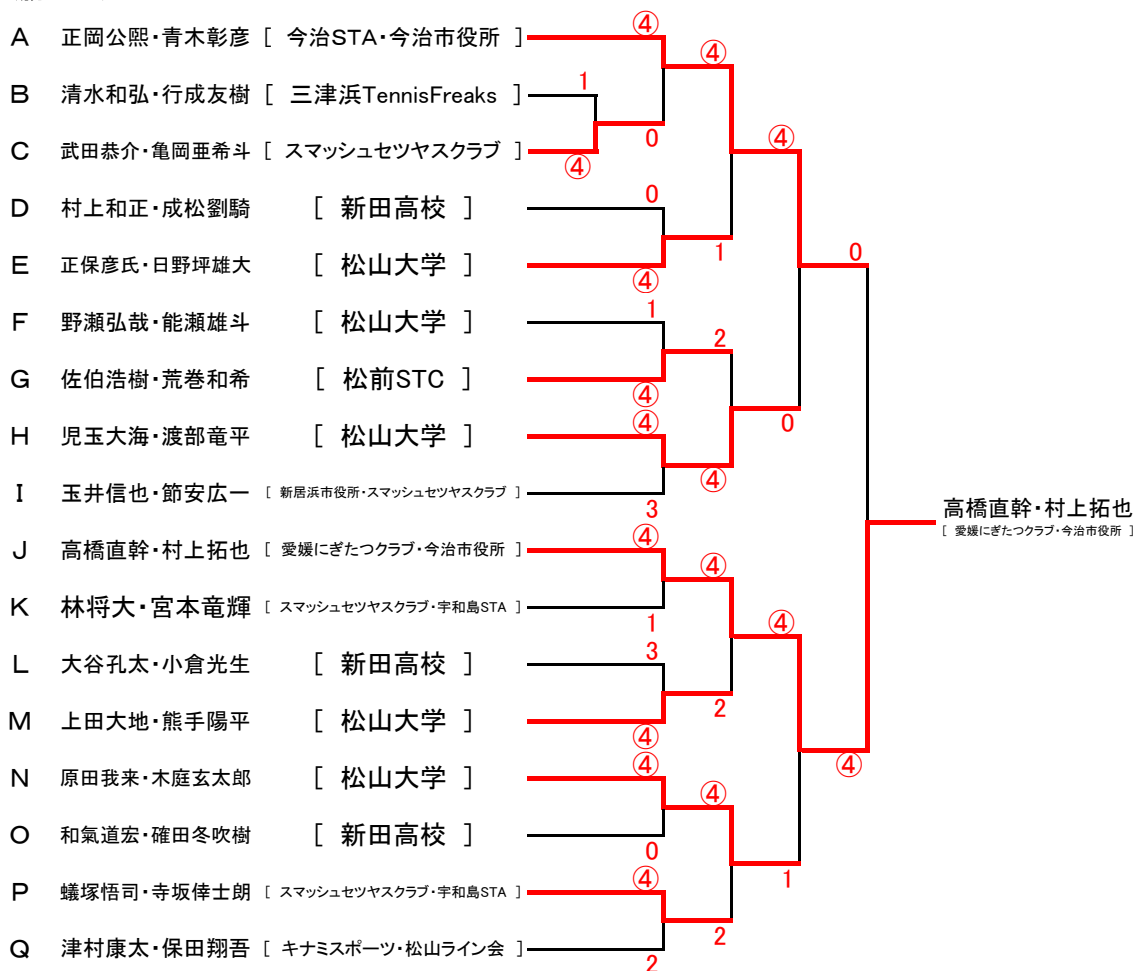 A 正岡公熙・青木彰彦 [ 今治STA・今治市役所 ] ④ ④
B 清水和弘・行成友樹 [ 三津浜TennisFreaks ] 1
C 武田恭介・亀岡亜希斗 [ スマッシュセツヤスクラブ ] ④ 0 ④
D 村上和正・成松劉騎 [ 新田高校 ] 0
E 正保彦氏・日野坪雄大 [ 松山大学 ] ④ 1 0
F 野瀬弘哉・能瀬雄斗 [ 松山大学 ] 1 2
G 佐伯浩樹・荒巻和希 [ 松前STC ] ④
H 児玉大海・渡部竜平 [ 松山大学 ] ④ 0
I 玉井信也・節安広一 [ 新居浜市役所・スマッシュセツヤスクラブ ] 3 ④
高橋直幹・村上拓也
[ 愛媛にぎたつクラブ・今治市役所 ]
J 高橋直幹・村上拓也 [ 愛媛にぎたつクラブ・今治市役所 ] ④ ④
K 林将大・宮本竜輝 [ スマッシュセツヤスクラブ・宇和島STA ] 1 ④
L 大谷孔太・小倉光生 [ 新田高校 ] 3
M 上田大地・熊手陽平 [ 松山大学 ] ④ 2
N 原田我来・木庭玄太郎 [ 松山大学 ] ④ ④ ④
O 和氣道宏・確田冬吹樹 [ 新田高校 ] 0
P 蟻塚悟司・寺坂倖士朗 [ スマッシュセツヤスクラブ・宇和島STA ] ④ 1
Q 津村康太・保田翔吾 [ キナミスポーツ・松山ライン会 ] 2 2